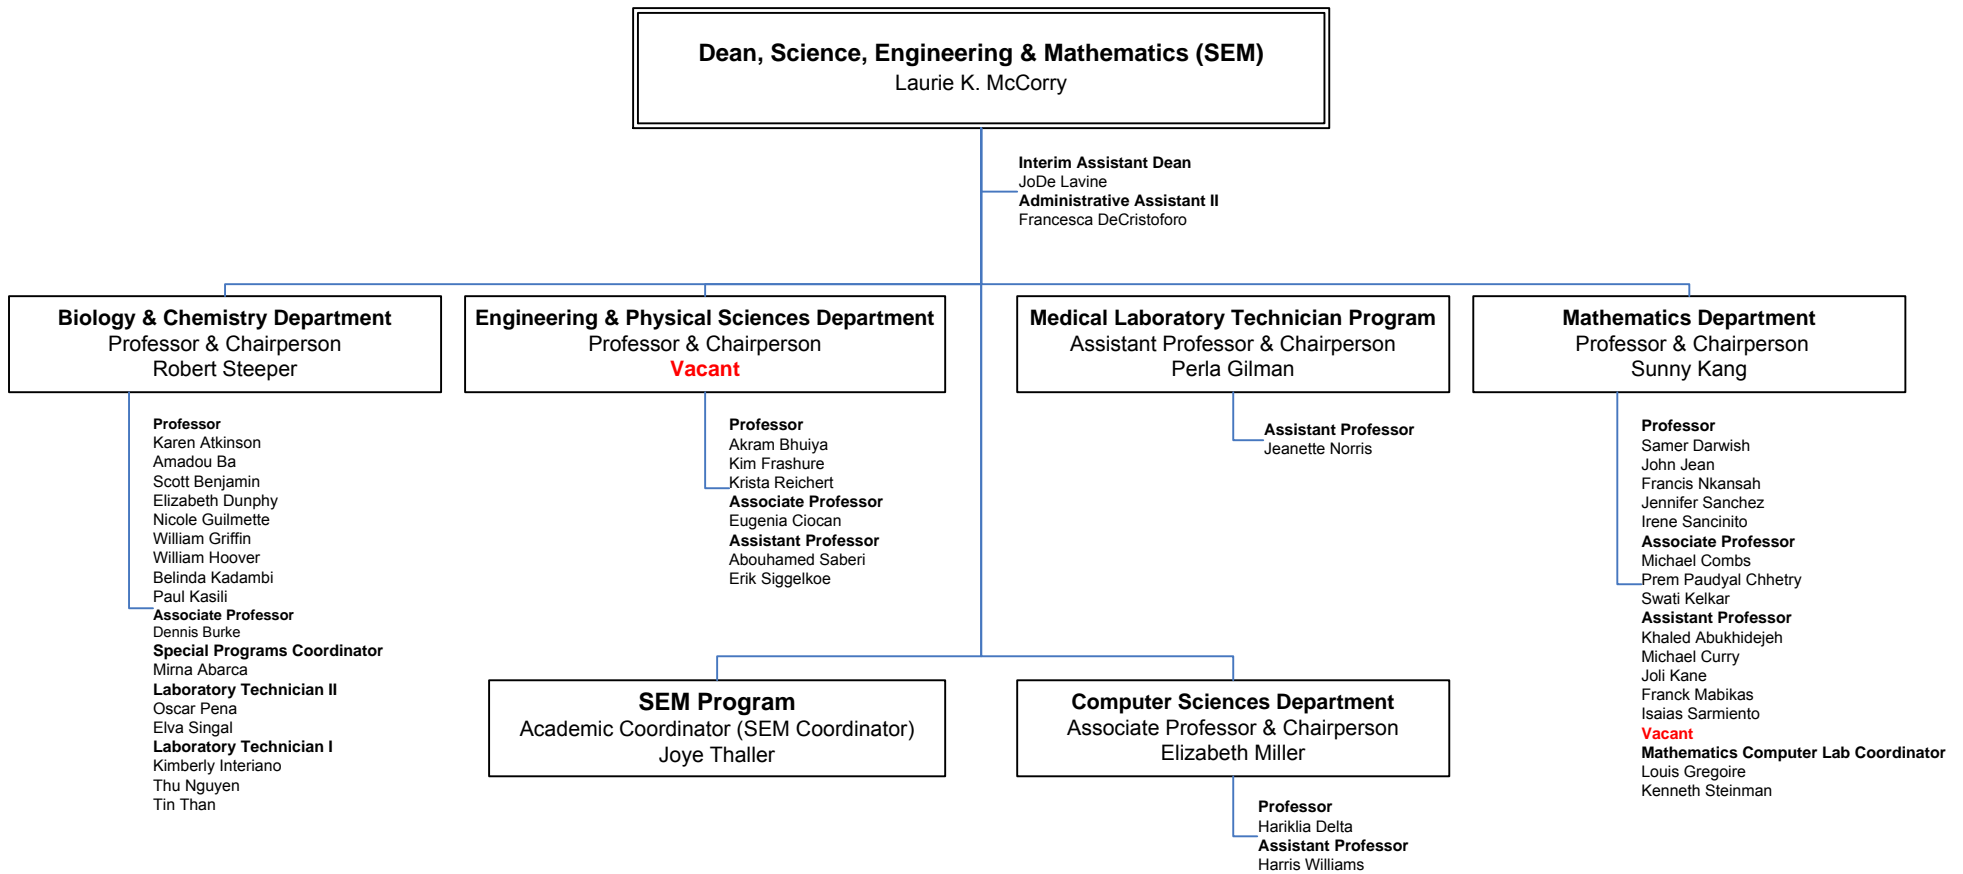 Dean, Science, Engineering & Mathematics (SEM)
Laurie K. McCorry
Interim Assistant Dean
JoDe Lavine
Administrative Assistant II
Francesca DeCristoforo
Biology & Chemistry Department
Professor & Chairperson
Robert Steeper
Professor
Karen Atkinson
Amadou Ba
Scott Benjamin
Elizabeth Dunphy
Nicole Guilmette
William Griffin
William Hoover
Belinda Kadambi
Paul Kasili
Associate Professor
Dennis Burke
Special Programs Coordinator
Mirna Abarca
Laboratory Technician II
Oscar Pena
Elva Singal
Laboratory Technician I
Kimberly Interiano
Thu Nguyen
Tin Than
Engineering & Physical Sciences Department
Professor & Chairperson
Vacant
Professor
Akram Bhuiya
Kim Frashure
Krista Reichert
Associate Professor
Eugenia Ciocan
Assistant Professor
Abouhamed Saberi
Erik Siggelkoe
Medical Laboratory Technician Program
Assistant Professor & Chairperson
Perla Gilman
Assistant Professor
Jeanette Norris
Mathematics Department
Professor & Chairperson
Sunny Kang
Professor
Samer Darwish
John Jean
Francis Nkansah
Jennifer Sanchez
Irene Sancinito
Associate Professor
Michael Combs
Prem Paudyal Chhetry
Swati Kelkar
Assistant Professor
Khaled Abukhidejeh
Michael Curry
Joli Kane
Franck Mabikas
Isaias Sarmiento
Vacant
Mathematics Computer Lab Coordinator
Louis Gregoire
Kenneth Steinman
SEM Program
Academic Coordinator (SEM Coordinator)
Joye Thaller
Computer Sciences Department
Associate Professor & Chairperson
Elizabeth Miller
Professor
Hariklia Delta
Assistant Professor
Harris Williams